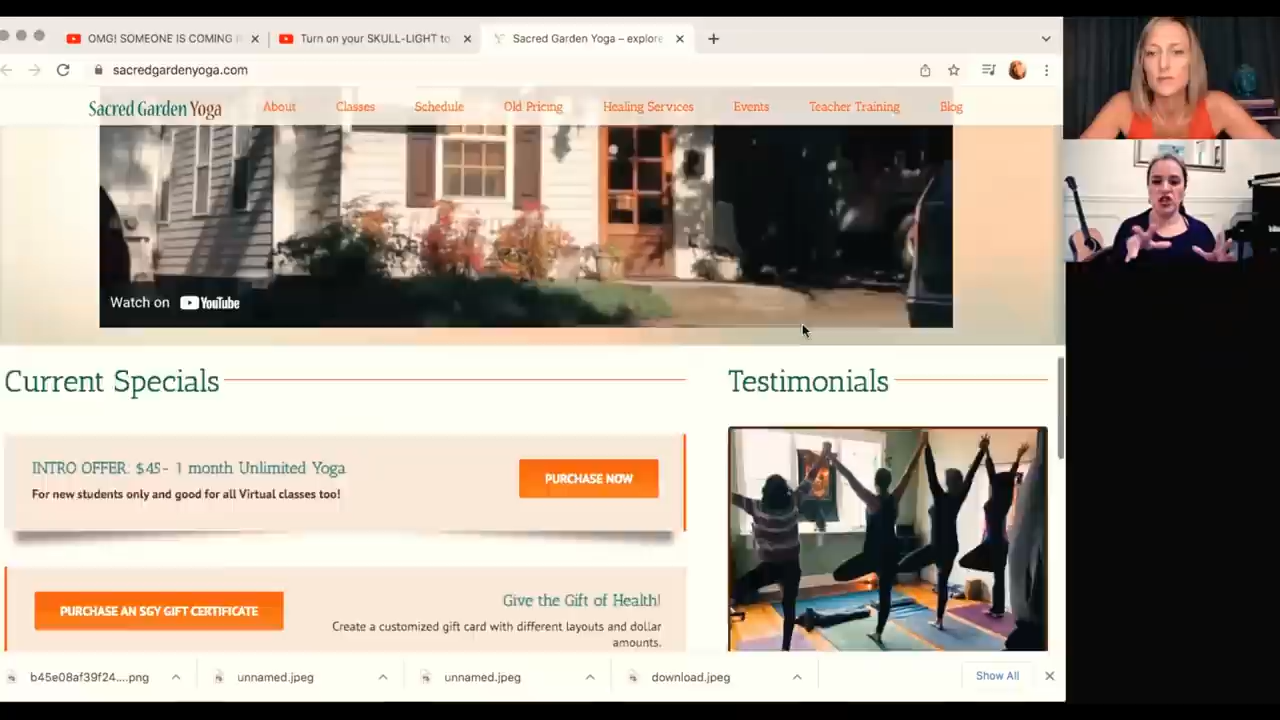 OMG! SOMEONE IS COMING
Turn on your SKULL-LIGHT to
Sacred Garden Yoga – explore
sacredgardenyoga.com
Sacred Garden Yoga
About
Classes
Schedule
Old Pricing
Healing Services
Events
Teacher Training
Blog
Watch on YouTube
Current Specials
Testimonials
INTRO OFFER: $45- 1 month Unlimited Yoga
For new students only and good for all Virtual classes too!
PURCHASE NOW
PURCHASE AN SGY GIFT CERTIFICATE
Give the Gift of Health!
Create a customized gift card with different layouts and dollar
amounts.
b45e08af39f24....png
unnamed.jpeg
unnamed.jpeg
download.jpeg
Show All